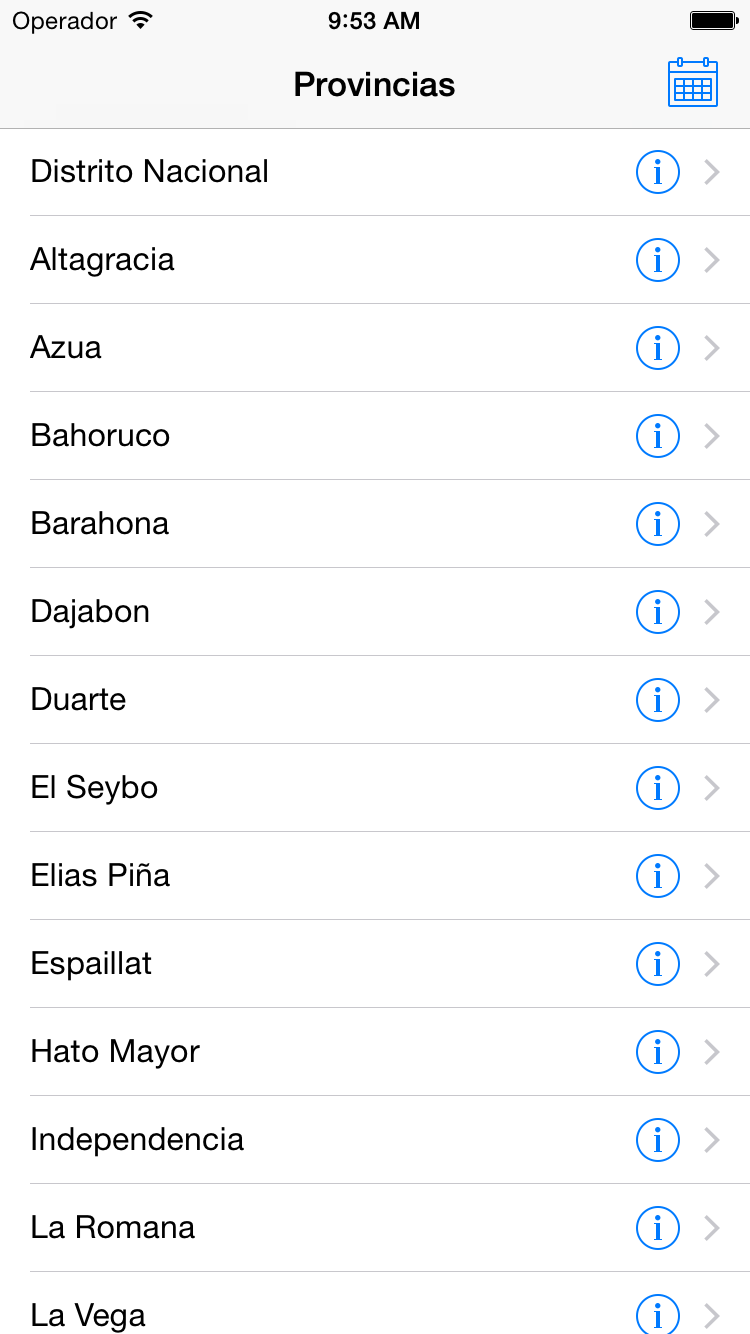 Operador 9:53 AM
Provincias
Distrito Nacional
Altagracia
Azua
Bahoruco
Barahona
Dajabon
Duarte
El Seybo
Elias Piña
Espaillat
Hato Mayor
Independencia
La Romana
La Vega